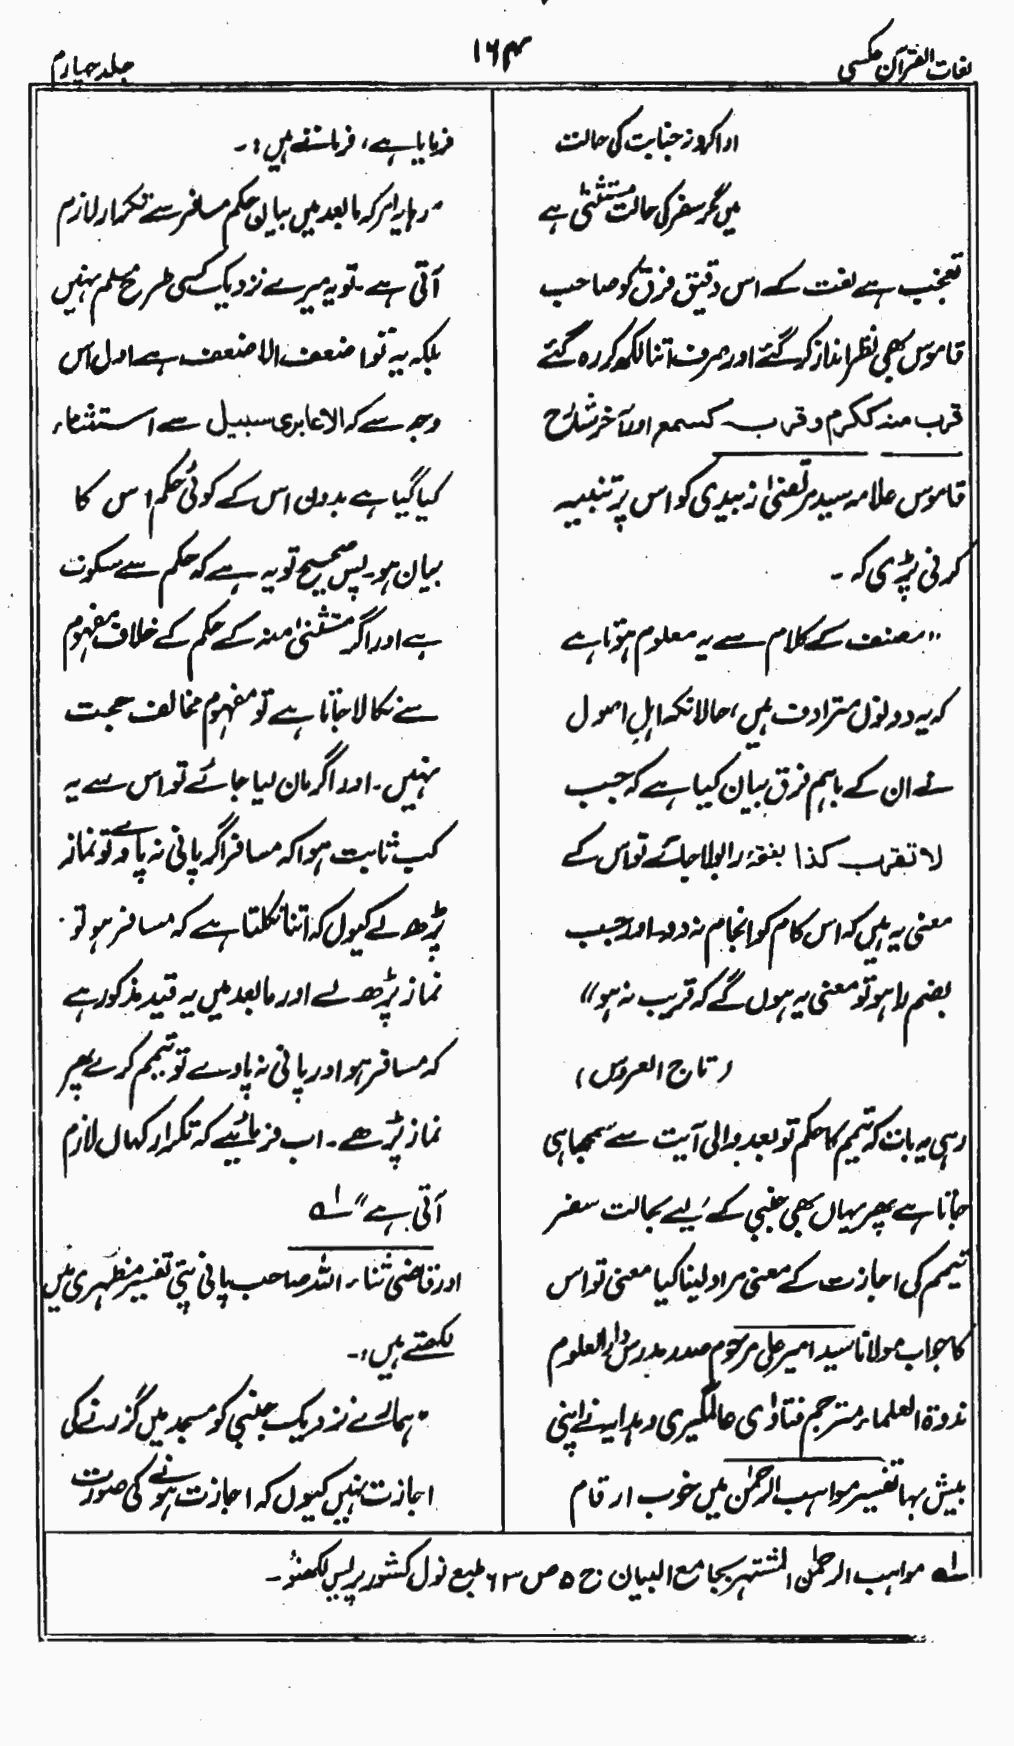 لغات القرآن عکسی
۱۶۴
جلد چہارم
ادا کرو نہ جنابت کی حالت
میں مگر سفر کی حالت مستثنیٰ ہے
تعجب ہے لغت کے اس دقیق فرق کو صاحب
قاموس بھی نظر انداز کر گئے اور صرف اتنا لکھ کر رہ گئے
قرب منہ ککرم و قرب کسمع اور آخر شارح
قاموس علامہ سید مرتضیٰ زبیدی کو اس پر تنبیہ
کرنی پڑی کہ :-
"مصنف کے کلام سے یہ معلوم ہوتا ہے
کہ یہ دونوں مترادف ہیں، حالانکہ اہل اصول
نے ان کے باہم فرق بیان کیا ہے کہ جب
لا تقرب کذا بفتحۂ را بولا جائے تو اس کے
معنی یہ ہیں کہ اس کام کو انجام نہ دو۔ اور جب
بضم را ہو تو معنی یہ ہوں گے کہ قریب نہ ہو"
(تاج العروس)
رہی یہ بات کہ تیمم کا حکم تو بعد والی آیت سے سمجھا ہی
جاتا ہے پھر یہاں بھی جنبی کے لیے بحالت سفر
تیمم کی اجازت کے معنی مراد لینا کیا معنی تو اس
کا جواب مولانا سید امیر علی مرحوم صدر مدرس دار العلوم
ندوۃ العلماء مترجم فتاوٰی عالمگیری و ہدایہ نے اپنی
بیش بہا تفسیر مواہب الرحمٰن میں خوب ارقام
فرمایا ہے، فرماتے ہیں :-
"رہا یہ امر کہ مابعد میں بیان حکم مسافر سے تکرار لازم
آتی ہے۔ تو یہ میرے نزدیک کسی طرح مسلم نہیں
بلکہ یہ تو اضعف الاضعف ہے اول اس
وجہ سے کہ الا عابری سبیل سے استثناء
کیا گیا ہے بدون اس کے کوئی حکم اس کا
بیان ہو۔ پس صحیح تو یہ ہے کہ حکم سے سکوت
ہے اور اگر مستثنیٰ منہ کے حکم کے خلاف مفہوم
سے نکالا جاتا ہے تو مفہوم مخالف حجت
نہیں۔ اور اگر مان لیا جائے تو اس سے یہ
کب ثابت ہوا کہ مسافر اگر پانی نہ پاوے تو نماز
پڑھ لے کیوں کہ اتنا نکلتا ہے کہ مسافر ہو تو
نماز پڑھ لے اور مابعد میں یہ قید مذکور ہے
کہ مسافر ہو اور پانی نہ پاوے تو تیمم کرے پھر
نماز پڑھے۔ اب فرمائیے کہ تکرار کہاں لازم
آتی ہے" لہ
اور قاضی ثناء اللہ صاحب پانی پتی تفسیر مظہری میں
لکھتے ہیں :-
"ہمارے نزدیک جنبی کو مسجد میں گزرنے کی
اجازت نہیں کیوں کہ اجازت ہونے کی صورت
لہ مواہب الرحمٰن المشتہر بجامع البیان ج ۵ ص ۶۳ طبع نول کشور پریس لکھنؤ۔